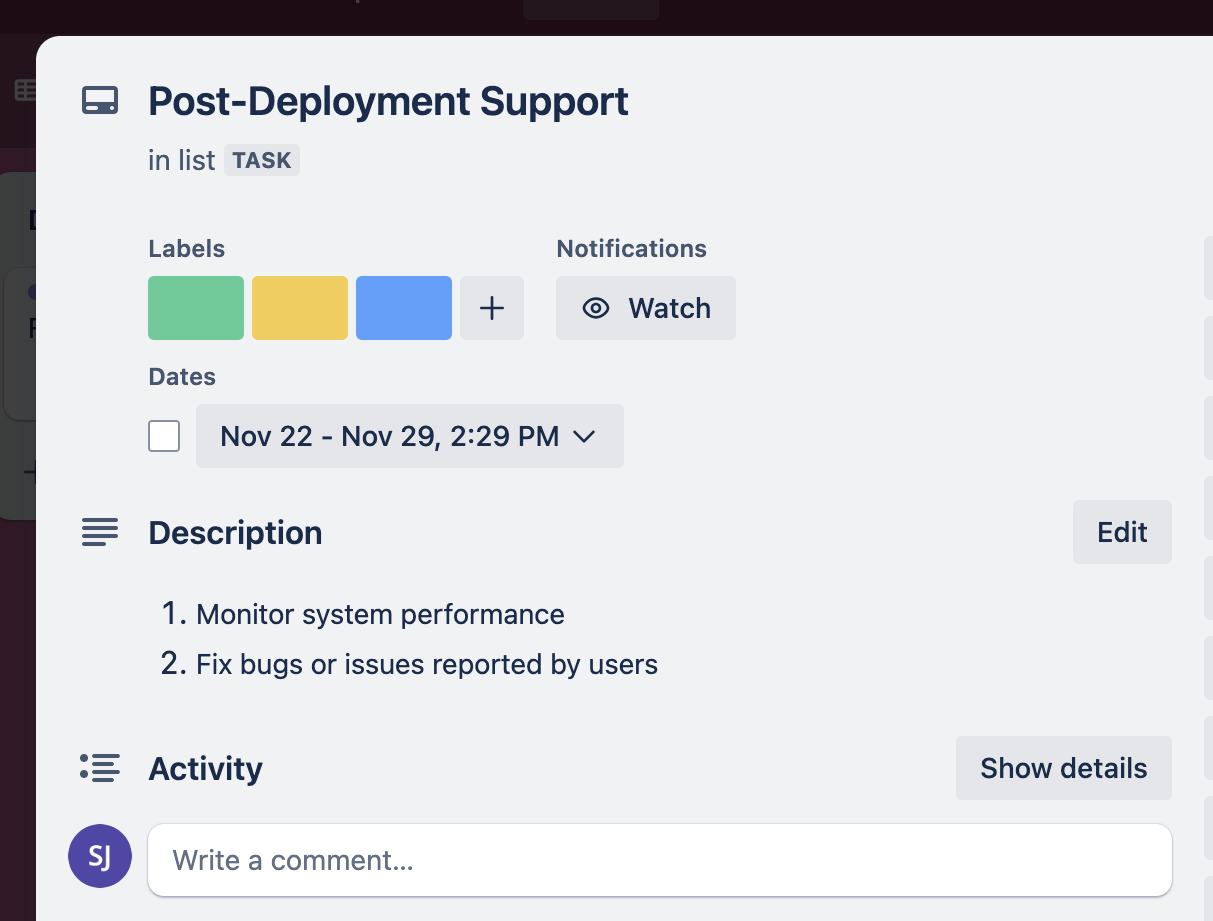 Post-Deployment Support
in list TASK
Labels
Notifications
Watch
Dates
Nov 22 - Nov 29, 2:29 PM
Description
Edit
1. Monitor system performance
2. Fix bugs or issues reported by users
Activity
Show details
SJ
Write a comment...